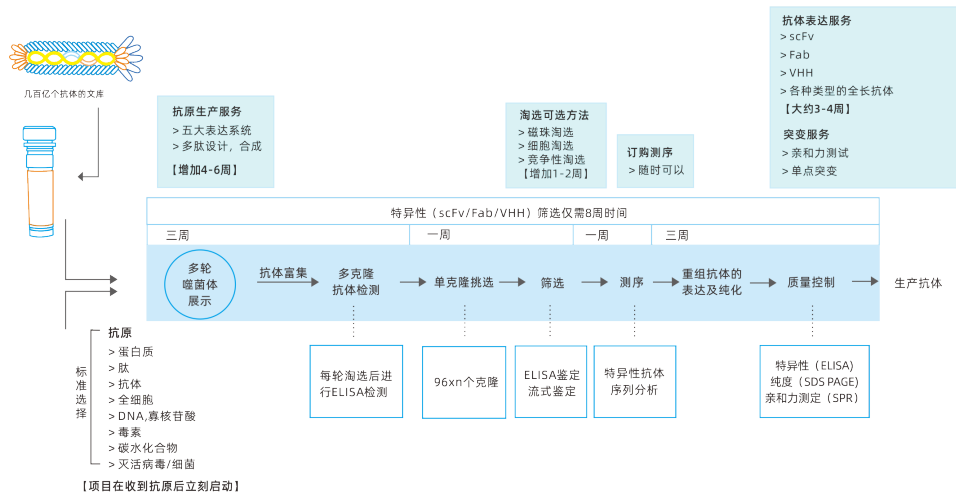 几百亿个抗体的文库
抗原生产服务
> 五大表达系统
> 多肽设计，合成
【增加4-6周】
淘选可选方法
> 磁珠淘选
> 细胞淘选
> 竞争性淘选
【增加1-2周】
订购测序
> 随时可以
抗体表达服务
> scFv
> Fab
> VHH
> 各种类型的全长抗体
【大约3-4周】
突变服务
> 亲和力测试
> 单点突变
特异性（scFv/Fab/VHH）筛选仅需8周时间
三周
一周
一周
三周
多轮
噬菌体
展示
抗体富集
多克隆
抗体检测
单克隆挑选
筛选
测序
重组抗体的
表达及纯化
质量控制
生产抗体
每轮淘选后进
行ELISA检测
96xn个克隆
ELISA鉴定
流式鉴定
特异性抗体
序列分析
特异性（ELISA)
纯度（SDS PAGE)
亲和力测定（SPR）
标准选择
抗原
> 蛋白质
> 肽
> 抗体
> 全细胞
> DNA,寡核苷酸
> 毒素
> 碳水化合物
> 灭活病毒/细菌
【项目在收到抗原后立刻启动】